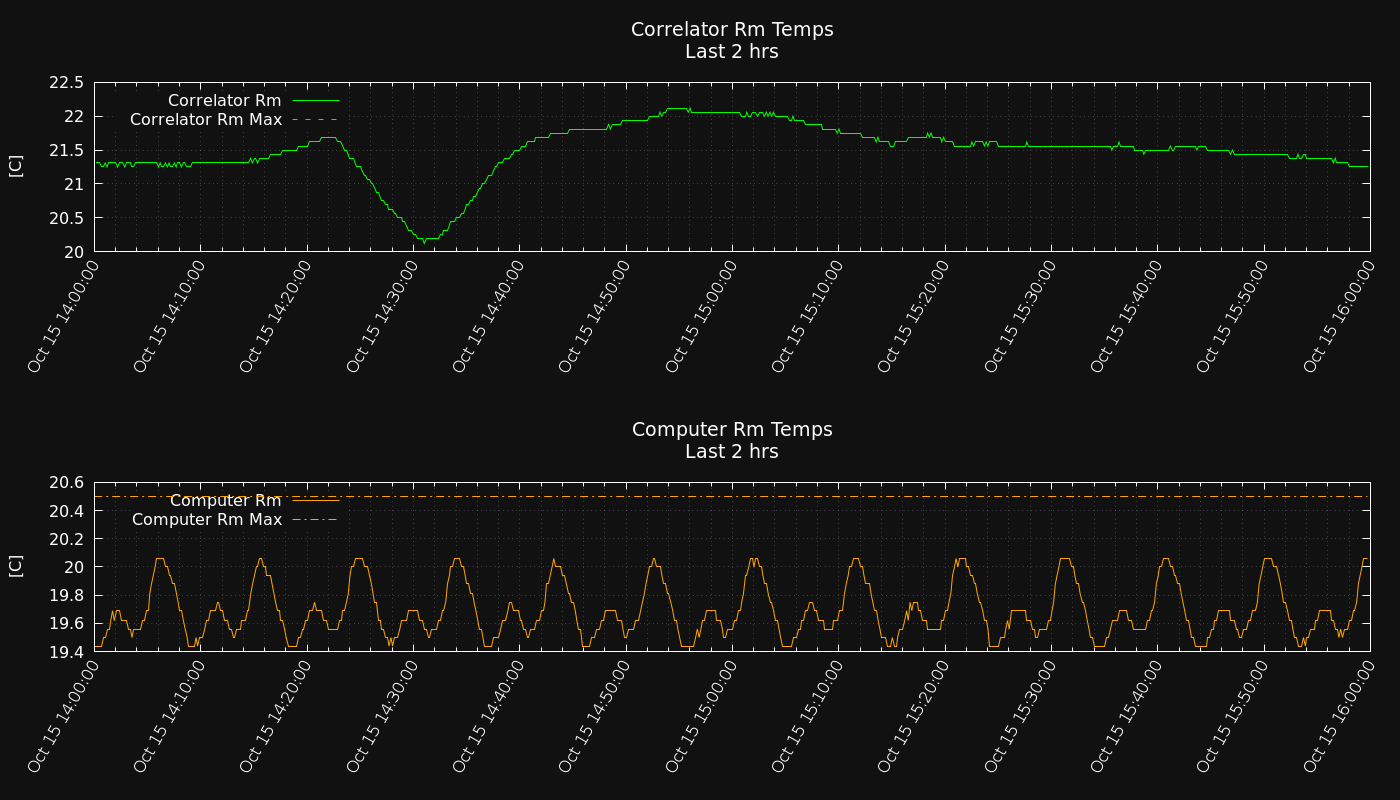 Correlator Rm Temps
Last 2 hrs
22.5
22
21.5
21
20.5
20
[C]
Correlator Rm
Correlator Rm Max
Oct 15 14:00:00
Oct 15 14:10:00
Oct 15 14:20:00
Oct 15 14:30:00
Oct 15 14:40:00
Oct 15 14:50:00
Oct 15 15:00:00
Oct 15 15:10:00
Oct 15 15:20:00
Oct 15 15:30:00
Oct 15 15:40:00
Oct 15 15:50:00
Oct 15 16:00:00
Computer Rm Temps
Last 2 hrs
20.6
20.4
20.2
20
19.8
19.6
19.4
[C]
Computer Rm
Computer Rm Max
Oct 15 14:00:00
Oct 15 14:10:00
Oct 15 14:20:00
Oct 15 14:30:00
Oct 15 14:40:00
Oct 15 14:50:00
Oct 15 15:00:00
Oct 15 15:10:00
Oct 15 15:20:00
Oct 15 15:30:00
Oct 15 15:40:00
Oct 15 15:50:00
Oct 15 16:00:00